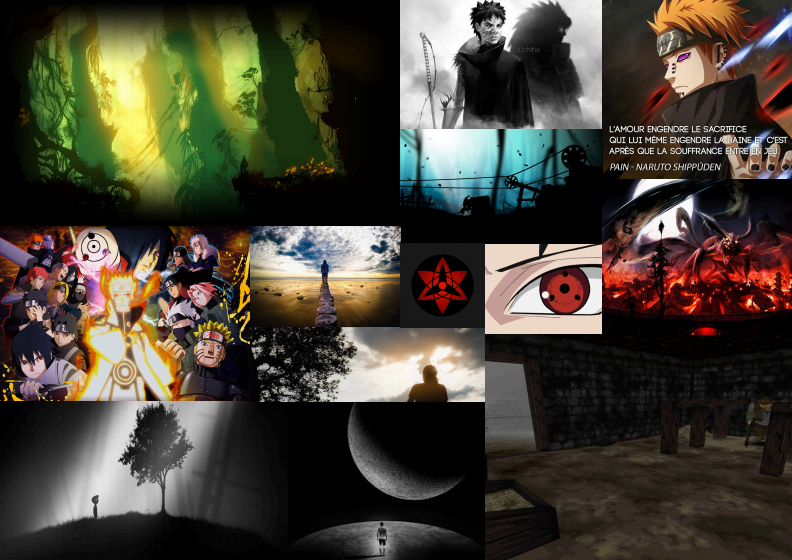 Uchiha
L'AMOUR ENGENDRE LE SACRIFICE
QUI LUI MÊME ENGENDRE LA HAINE ET C'EST
APRÈS QUE LA SOUFFRANCE ENTRE EN JEU.
PAIN - NARUTO SHIPPÛDEN